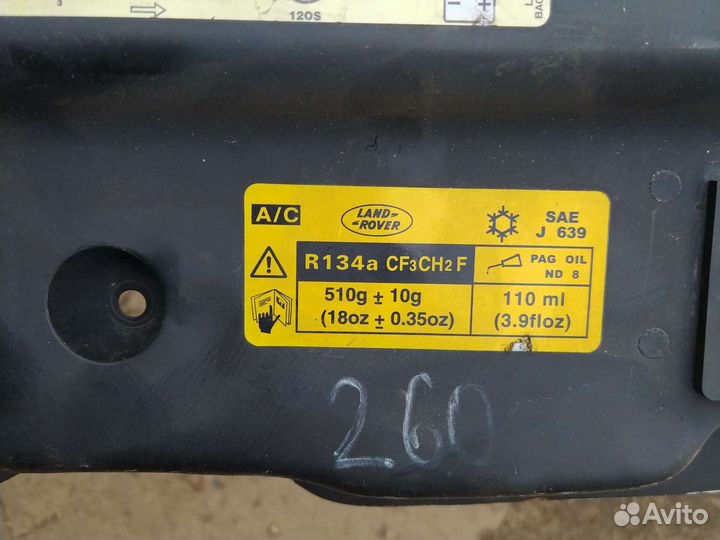 120S
BAC
A/C
LAND-
-ROVER
SAE
J 639
R134a CF3CH2F
PAG OIL
ND 8
510g ± 10g
(18oz ± 0.35oz)
110 ml
(3.9floz)
260
Avito